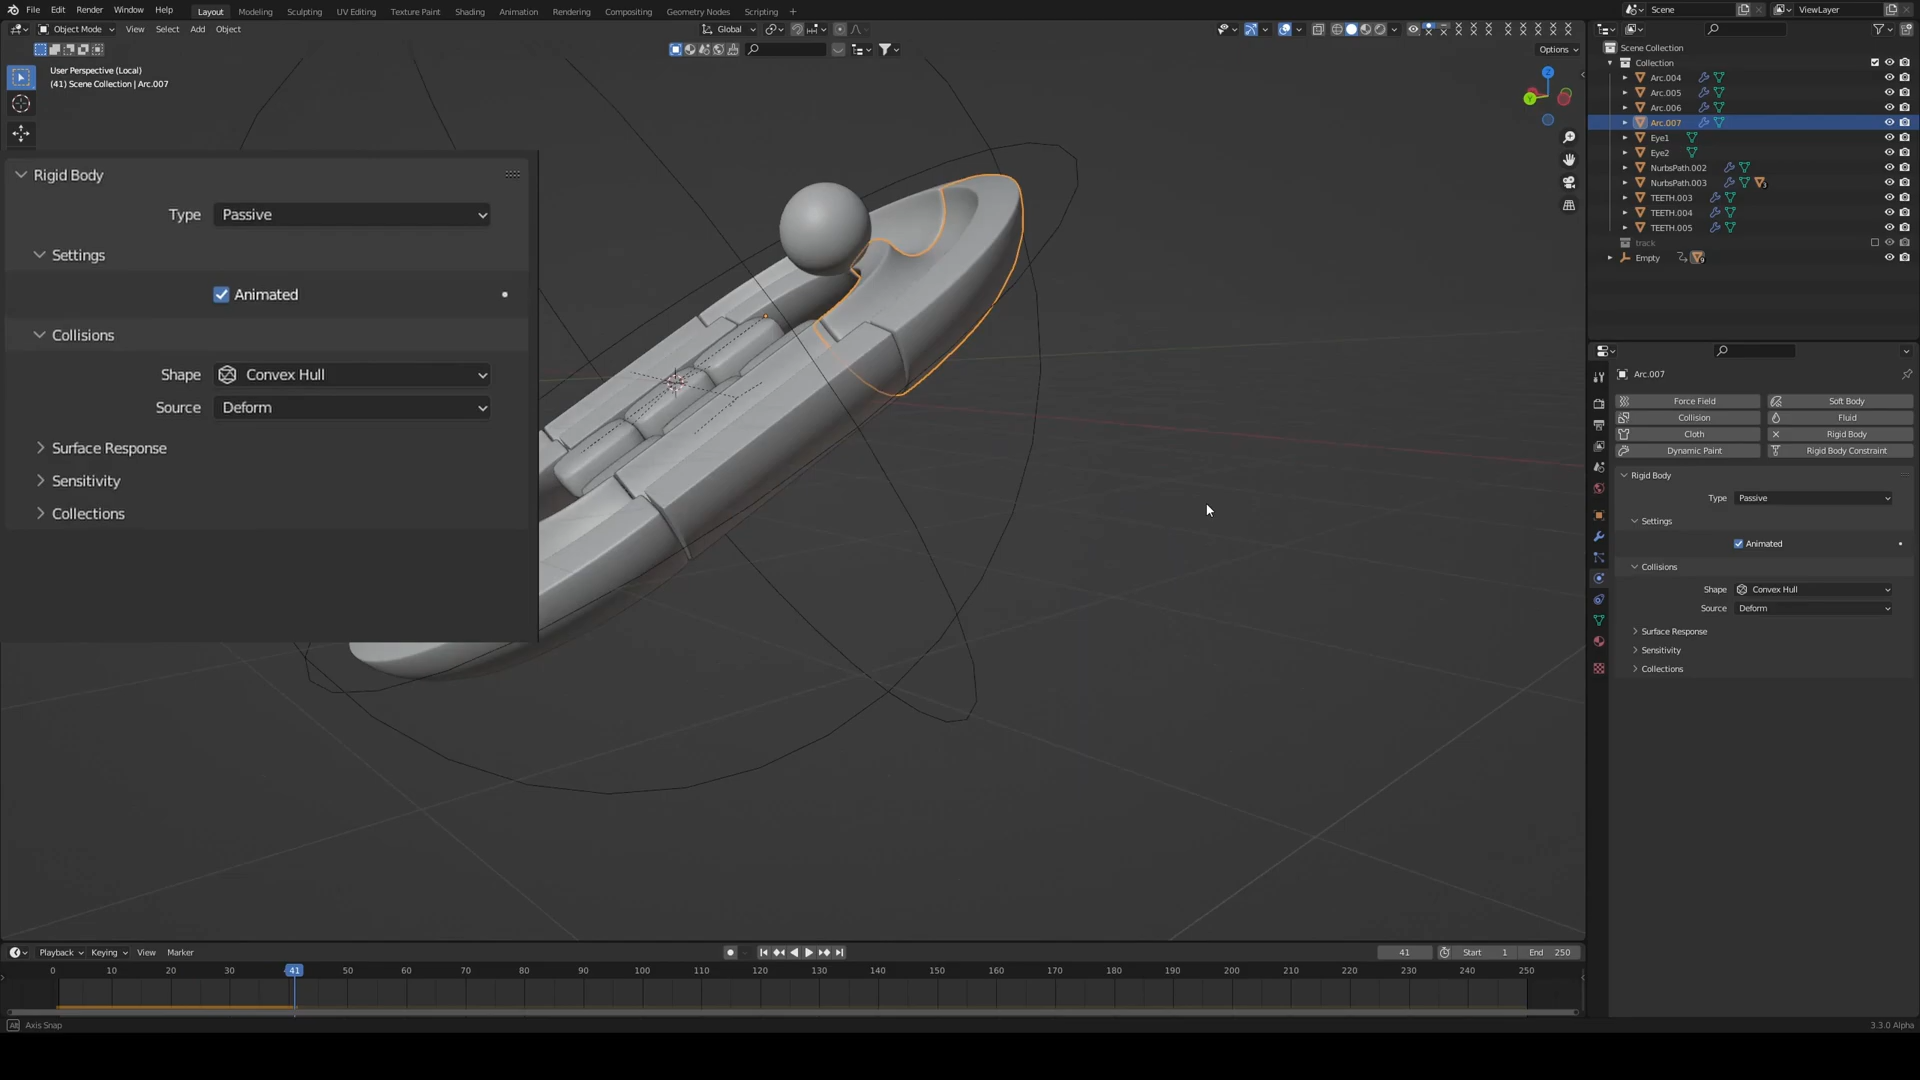 File Edit Render Window Help Layout Modeling Sculpting UV Editing Texture Paint Shading Animation Rendering Compositing Geometry Nodes Scripting + Scene ViewLayer
Object Mode View Select Add Object Global
Options
User Perspective (Local)
(41) Scene Collection | Arc.007
Scene Collection
Collection
Arc.004
Arc.005
Arc.006
Arc.007
Eye1
Eye2
NurbsPath.002
NurbsPath.003
TEETH.003
TEETH.004
TEETH.005
track
Empty
Rigid Body
Type Passive
Settings
Animated
Collisions
Shape Convex Hull
Source Deform
Surface Response
Sensitivity
Collections
Arc.007
Force Field Soft Body
Collision Fluid
Cloth Rigid Body
Dynamic Paint Rigid Body Constraint
Rigid Body
Type Passive
Settings
Animated
Collisions
Shape Convex Hull
Source Deform
Surface Response
Sensitivity
Collections
Playback Keying View Marker 41 Start 1 End 250
0 10 20 30 41 50 60 70 80 90 100 110 120 130 140 150 160 170 180 190 200 210 220 230 240 250
Alt Axis Snap 3.3.0 Alpha